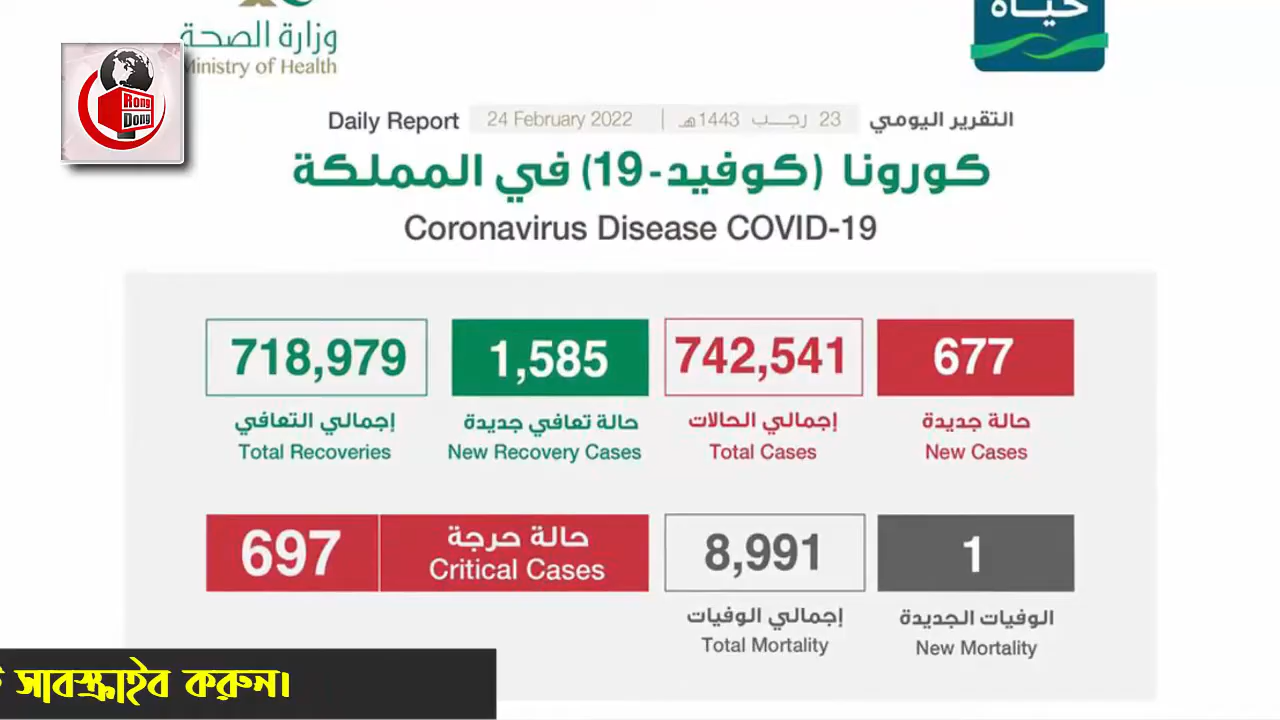 حياة
وزارة الصحة
Ministry of Health
Rong
Dong
Daily Report 24 February 2022 | 23 رجب 1443هـ التقرير اليومي
كورونا (كوفيد-19) في المملكة
Coronavirus Disease COVID-19
718,979 1,585 742,541 677
إجمالي التعافي حالة تعافي جديدة إجمالي الحالات حالة جديدة
Total Recoveries New Recovery Cases Total Cases New Cases
697 حالة حرجة 8,991 1
Critical Cases
إجمالي الوفيات الوفيات الجديدة
Total Mortality New Mortality
সাবস্ক্রাইব করুন।